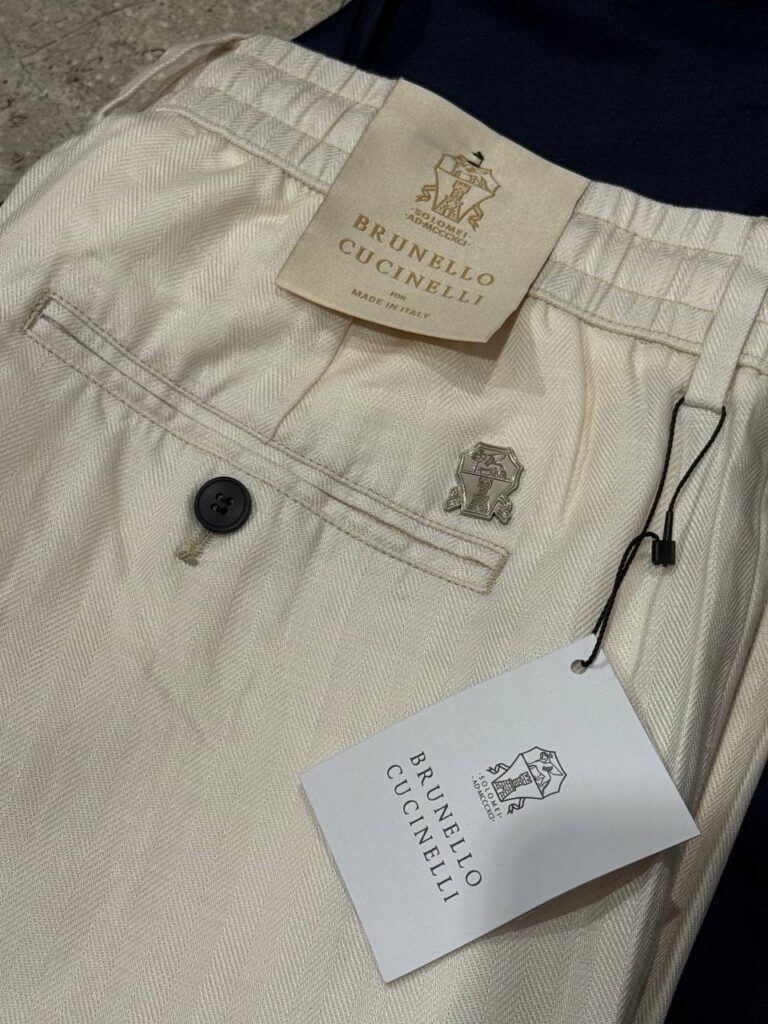 SOLOMEI
·AD·MCCCXCI·
BRUNELLO
CUCINELLI
FOR
MADE IN ITALY
·SOLOMEI·
·AD·MCCCXCI·
BRUNELLO
CUCINELLI